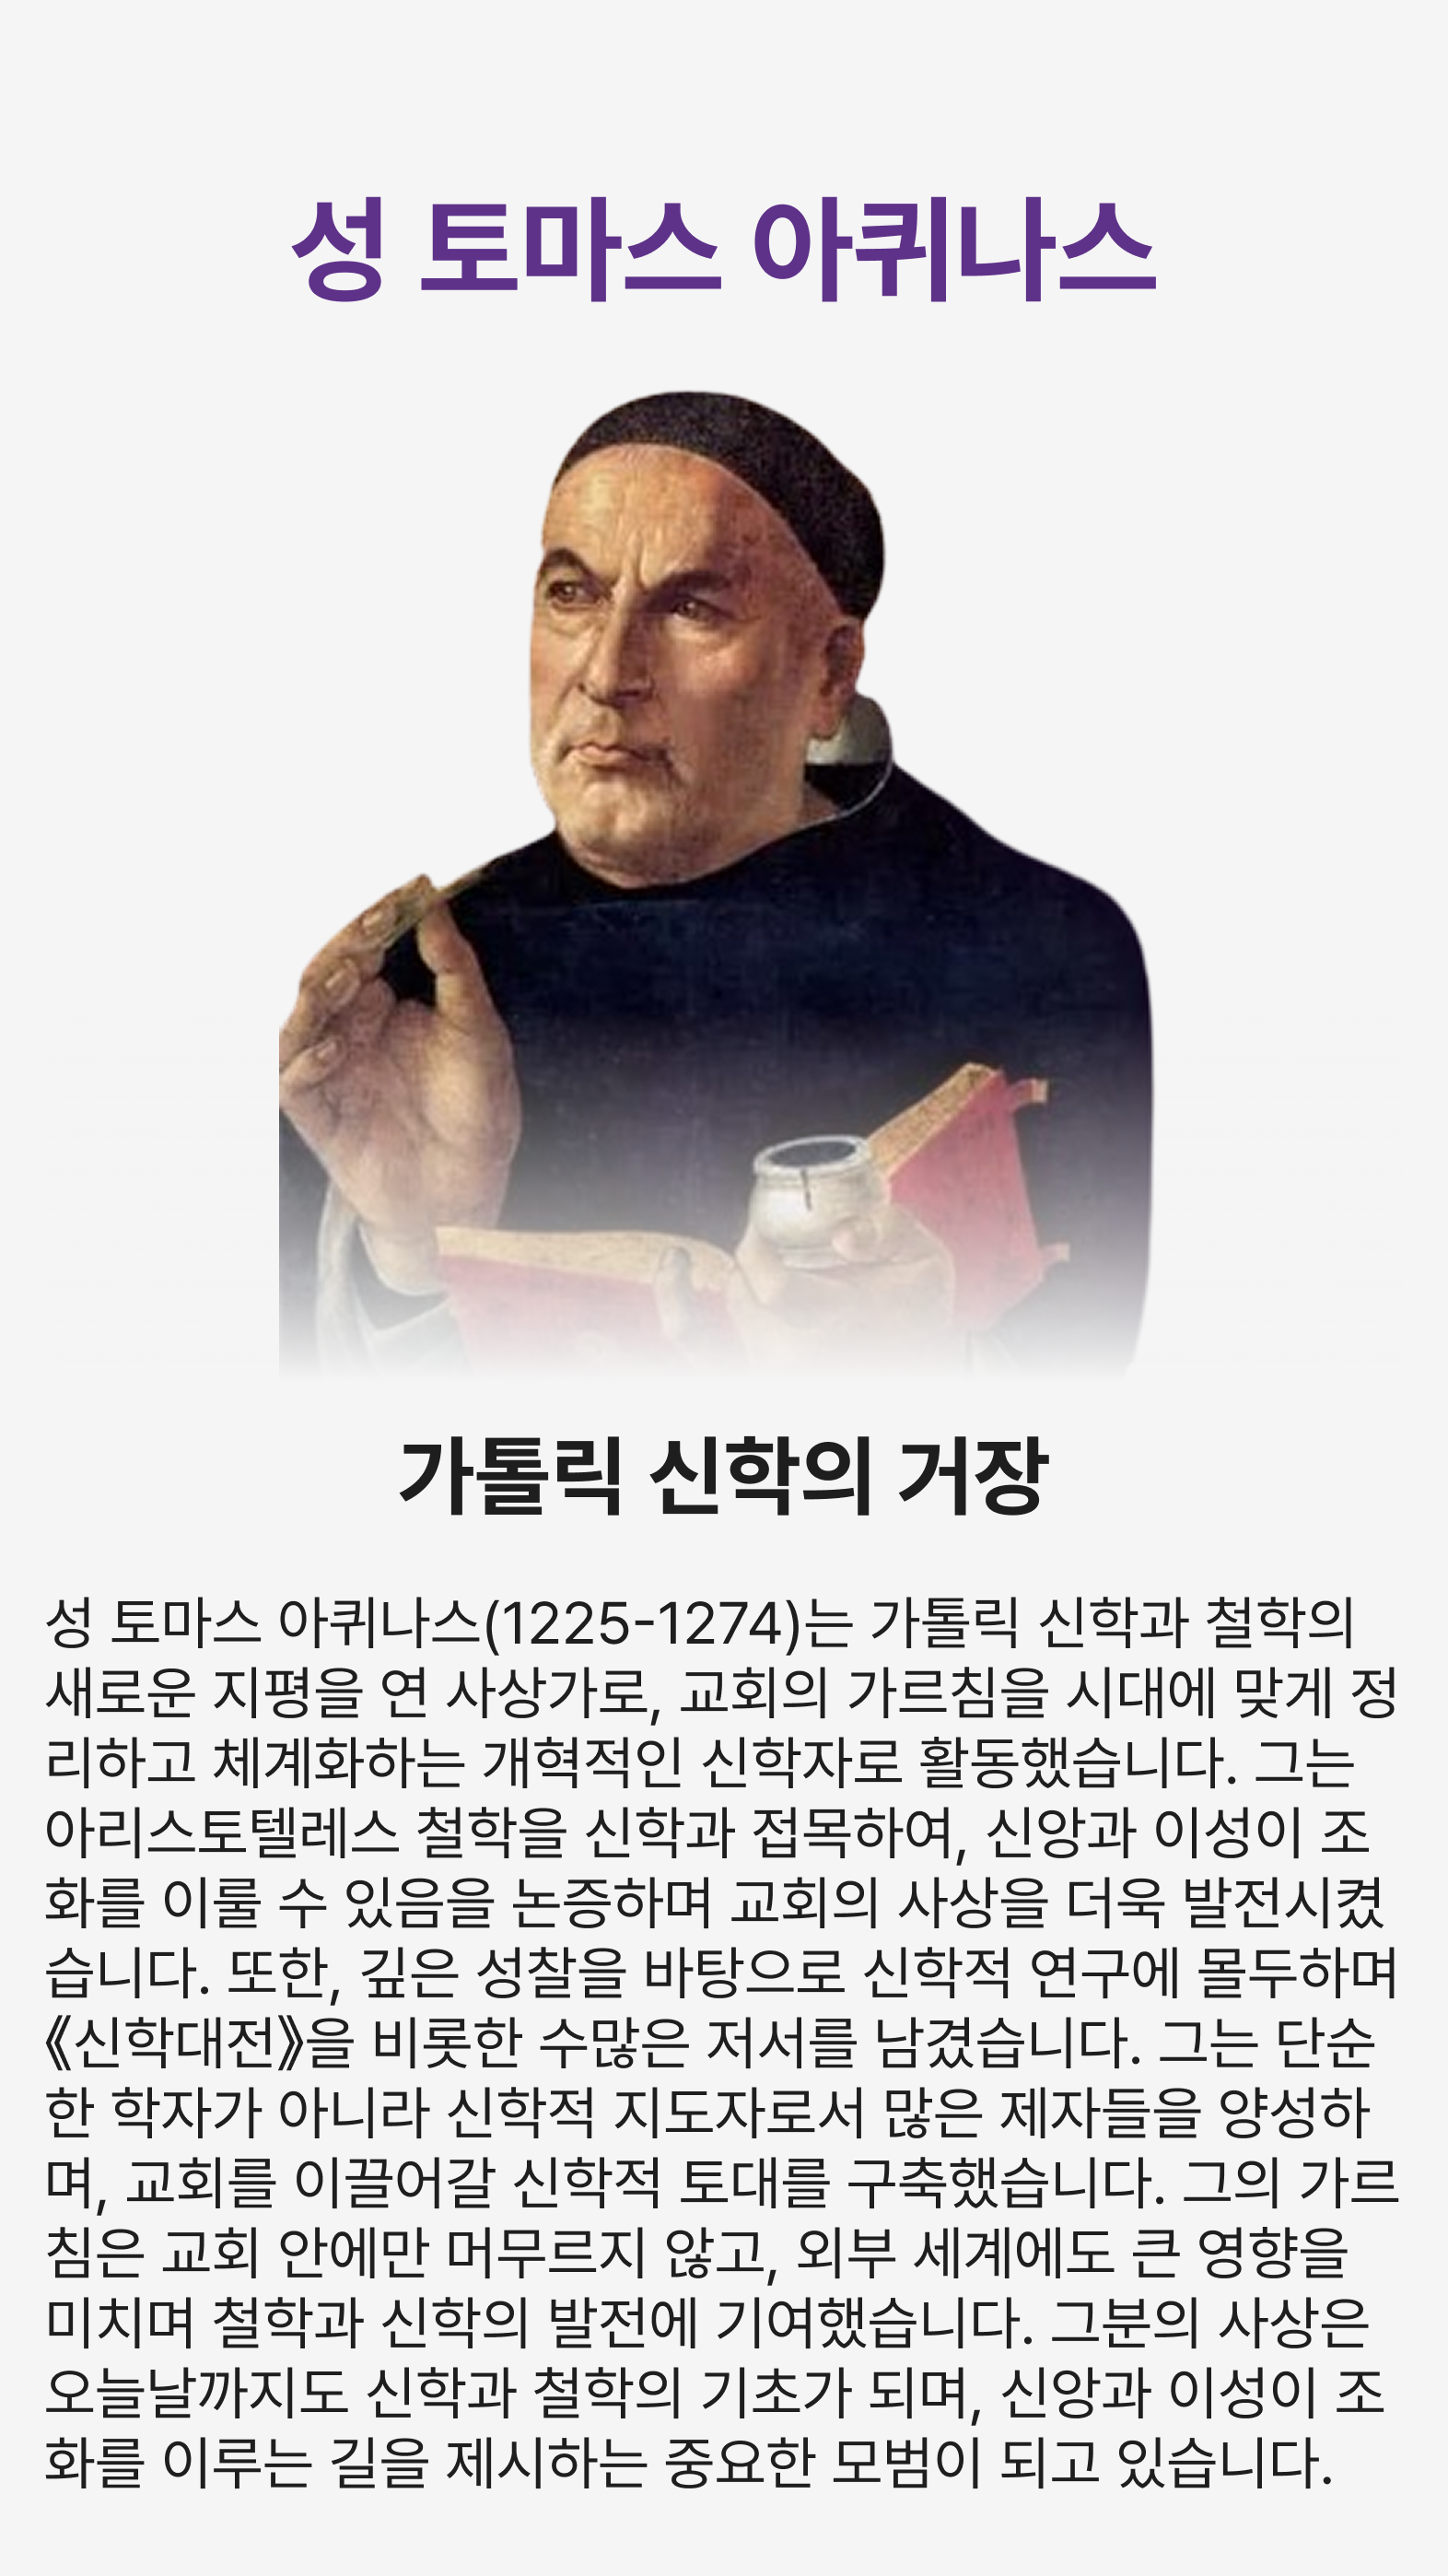 성 토마스 아퀴나스
가톨릭 신학의 거장
성 토마스 아퀴나스(1225-1274)는 가톨릭 신학과 철학의
새로운 지평을 연 사상가로, 교회의 가르침을 시대에 맞게 정
리하고 체계화하는 개혁적인 신학자로 활동했습니다. 그는
아리스토텔레스 철학을 신학과 접목하여, 신앙과 이성이 조
화를 이룰 수 있음을 논증하며 교회의 사상을 더욱 발전시켰
습니다. 또한, 깊은 성찰을 바탕으로 신학적 연구에 몰두하며
《신학대전》을 비롯한 수많은 저서를 남겼습니다. 그는 단순
한 학자가 아니라 신학적 지도자로서 많은 제자들을 양성하
며, 교회를 이끌어갈 신학적 토대를 구축했습니다. 그의 가르
침은 교회 안에만 머무르지 않고, 외부 세계에도 큰 영향을
미치며 철학과 신학의 발전에 기여했습니다. 그분의 사상은
오늘날까지도 신학과 철학의 기초가 되며, 신앙과 이성이 조
화를 이루는 길을 제시하는 중요한 모범이 되고 있습니다.